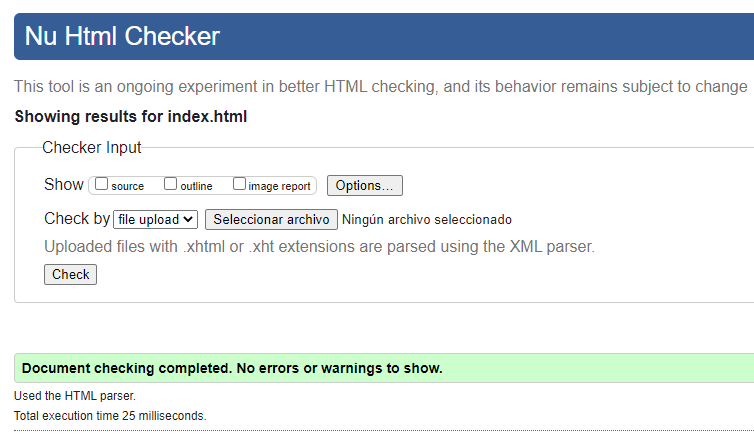 Nu Html Checker
This tool is an ongoing experiment in better HTML checking, and its behavior remains subject to change
Showing results for index.html
Checker Input
Show source outline image report Options...
Check by file upload Seleccionar archivo Ningún archivo seleccionado
Uploaded files with .xhtml or .xht extensions are parsed using the XML parser.
Check
Document checking completed. No errors or warnings to show.
Used the HTML parser.
Total execution time 25 milliseconds.